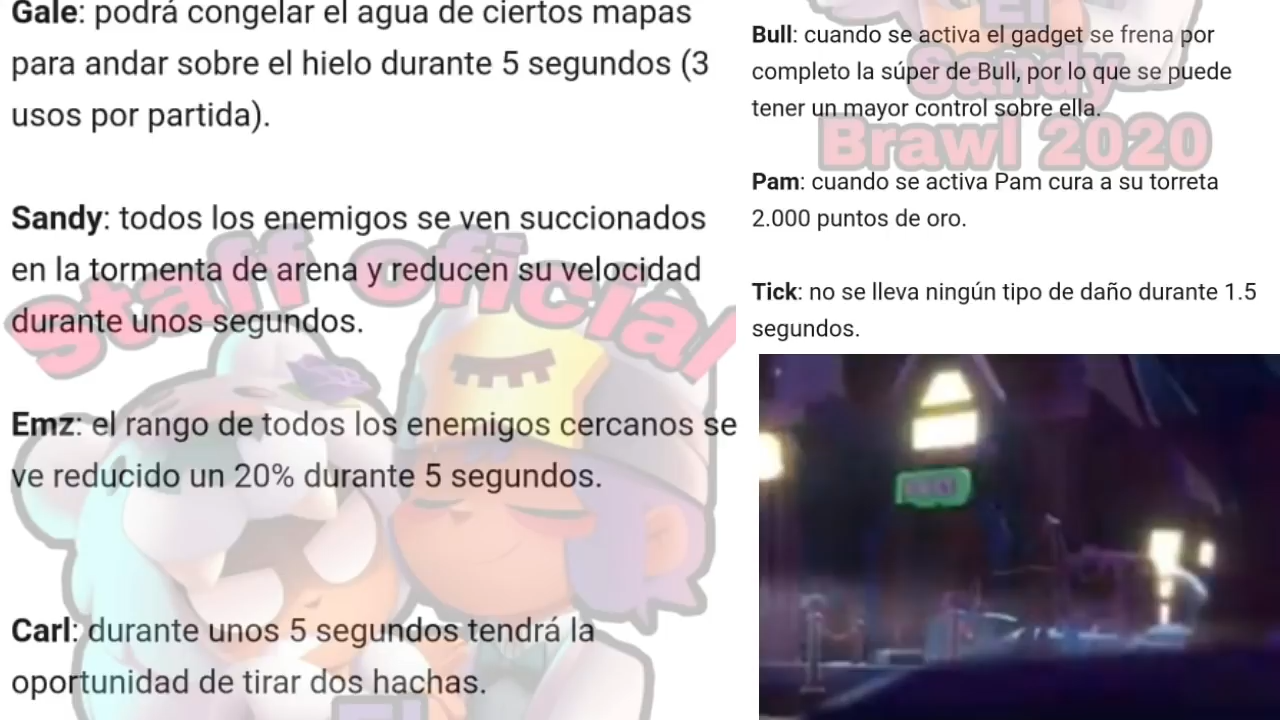 Gale: podrá congelar el agua de ciertos mapas
para andar sobre el hielo durante 5 segundos (3
usos por partida).
Sandy: todos los enemigos se ven succionados
en la tormenta de arena y reducen su velocidad
durante unos segundos.
Emz: el rango de todos los enemigos cercanos se
ve reducido un 20% durante 5 segundos.
Carl: durante unos 5 segundos tendrá la
oportunidad de tirar dos hachas.
Staff oficial
El
El
Sandy
Brawl 2020
Bull: cuando se activa el gadget se frena por
completo la súper de Bull, por lo que se puede
tener un mayor control sobre ella.
Pam: cuando se activa Pam cura a su torreta
2.000 puntos de oro.
Tick: no se lleva ningún tipo de daño durante 1.5
segundos.